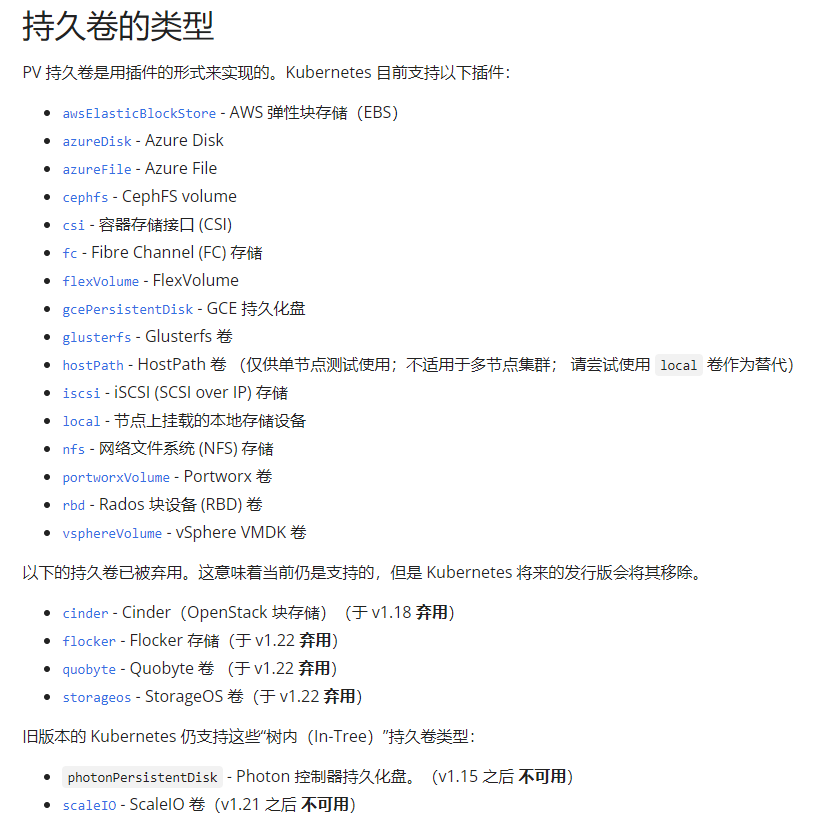 持久卷的类型
PV 持久卷是用插件的形式来实现的。Kubernetes 目前支持以下插件：
awsElasticBlockStore - AWS 弹性块存储（EBS）
azureDisk - Azure Disk
azureFile - Azure File
cephfs - CephFS volume
csi - 容器存储接口 (CSI)
fc - Fibre Channel (FC) 存储
flexVolume - FlexVolume
gcePersistentDisk - GCE 持久化盘
glusterfs - Glusterfs 卷
hostPath - HostPath 卷 （仅供单节点测试使用；不适用于多节点集群； 请尝试使用 local 卷作为替代）
iscsi - iSCSI (SCSI over IP) 存储
local - 节点上挂载的本地存储设备
nfs - 网络文件系统 (NFS) 存储
portworxVolume - Portworx 卷
rbd - Rados 块设备 (RBD) 卷
vsphereVolume - vSphere VMDK 卷
以下的持久卷已被弃用。这意味着当前仍是支持的，但是 Kubernetes 将来的发行版会将其移除。
cinder - Cinder（OpenStack 块存储）（于 v1.18 弃用）
flocker - Flocker 存储（于 v1.22 弃用）
quobyte - Quobyte 卷 （于 v1.22 弃用）
storageos - StorageOS 卷（于 v1.22 弃用）
旧版本的 Kubernetes 仍支持这些“树内（In-Tree）”持久卷类型：
photonPersistentDisk - Photon 控制器持久化盘。（v1.15 之后 不可用）
scaleIO - ScaleIO 卷（v1.21 之后 不可用）